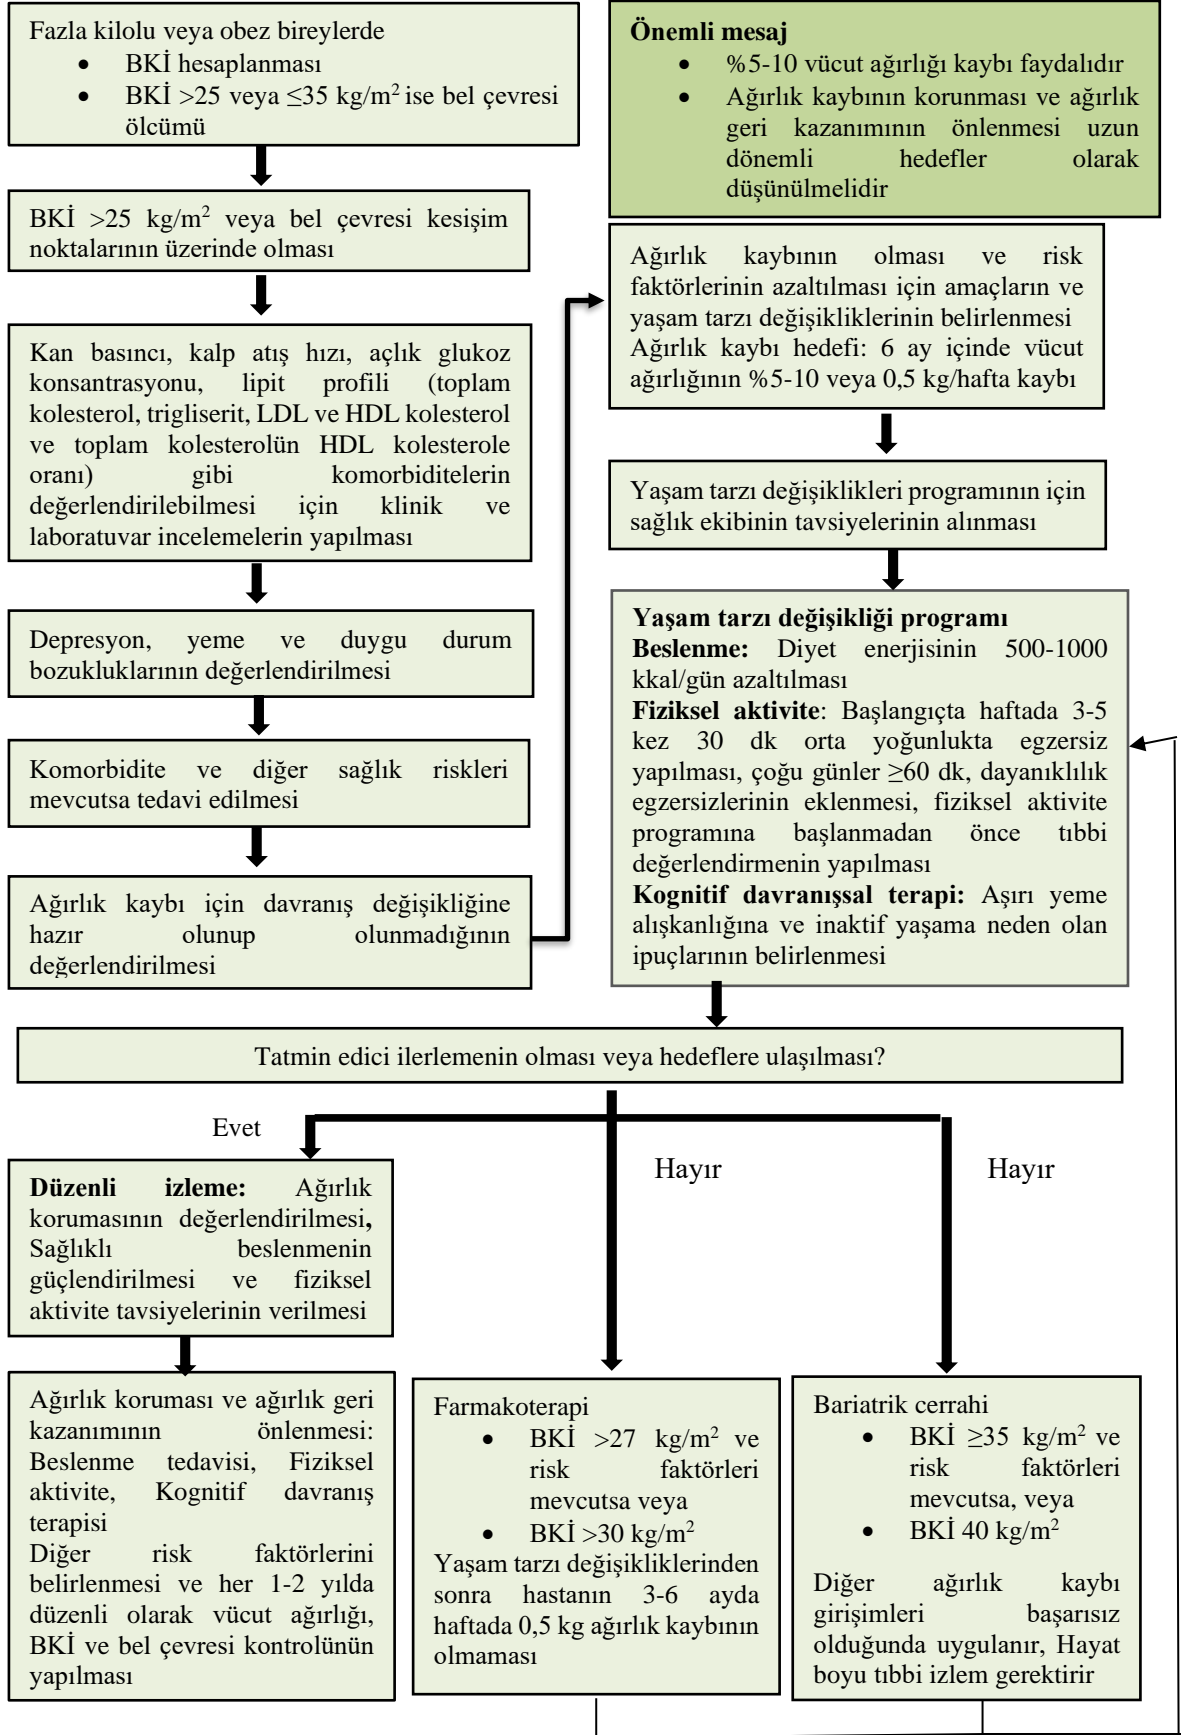 Fazla kilolu veya obez bireylerde
• BKİ hesaplanması
• BKİ >25 veya ≤35 kg/m² ise bel çevresi
ölçümü
BKİ >25 kg/m² veya bel çevresi kesişim
noktalarının üzerinde olması
Kan basıncı, kalp atış hızı, açlık glukoz
konsantrasyonu, lipit profili (toplam
kolesterol, trigliserit, LDL ve HDL kolesterol
ve toplam kolesterolün HDL kolesterole
oranı) gibi komorbiditelerin
değerlendirilebilmesi için klinik ve
laboratuvar incelemelerin yapılması
Depresyon, yeme ve duygu durum
bozukluklarının değerlendirilmesi
Komorbidite ve diğer sağlık riskleri
mevcutsa tedavi edilmesi
Ağırlık kaybı için davranış değişikliğine
hazır olunup olunmadığının
değerlendirilmesi
Önemli mesaj
• %5-10 vücut ağırlığı kaybı faydalıdır
• Ağırlık kaybının korunması ve ağırlık
geri kazanımının önlenmesi uzun
dönemli hedefler olarak
düşünülmelidir
Ağırlık kaybının olması ve risk
faktörlerinin azaltılması için amaçların ve
yaşam tarzı değişikliklerinin belirlenmesi
Ağırlık kaybı hedefi: 6 ay içinde vücut
ağırlığının %5-10 veya 0,5 kg/hafta kaybı
Yaşam tarzı değişiklikleri programının için
sağlık ekibinin tavsiyelerinin alınması
Yaşam tarzı değişikliği programı
Beslenme: Diyet enerjisinin 500-1000
kkal/gün azaltılması
Fiziksel aktivite: Başlangıçta haftada 3-5
kez 30 dk orta yoğunlukta egzersiz
yapılması, çoğu günler ≥60 dk, dayanıklılık
egzersizlerinin eklenmesi, fiziksel aktivite
programına başlanmadan önce tıbbi
değerlendirmenin yapılması
Kognitif davranışsal terapi: Aşırı yeme
alışkanlığına ve inaktif yaşama neden olan
ipuçlarının belirlenmesi
Tatmin edici ilerlemenin olması veya hedeflere ulaşılması?
Evet
Hayır
Hayır
Düzenli izleme: Ağırlık
korumasının değerlendirilmesi,
Sağlıklı beslenmenin
güçlendirilmesi ve fiziksel
aktivite tavsiyelerinin verilmesi
Ağırlık koruması ve ağırlık geri
kazanımının önlenmesi:
Beslenme tedavisi, Fiziksel
aktivite, Kognitif davranış
terapisi
Diğer risk faktörlerini
belirlenmesi ve her 1-2 yılda
düzenli olarak vücut ağırlığı,
BKİ ve bel çevresi kontrolünün
yapılması
Farmakoterapi
• BKİ >27 kg/m² ve
risk faktörleri
mevcutsa veya
• BKİ >30 kg/m²
Yaşam tarzı değişikliklerinden
sonra hastanın 3-6 ayda
haftada 0,5 kg ağırlık kaybının
olmaması
Bariatrik cerrahi
• BKİ ≥35 kg/m² ve
risk faktörleri
mevcutsa, veya
• BKİ 40 kg/m²
Diğer ağırlık kaybı
girişimleri başarısız
olduğunda uygulanır, Hayat
boyu tıbbi izlem gerektirir